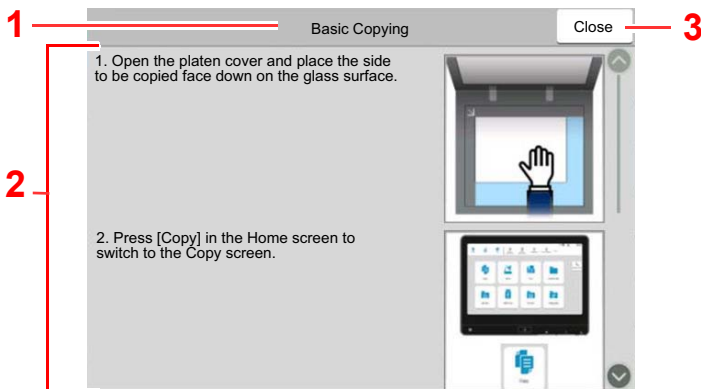 1
Basic Copying
Close
3
1. Open the platen cover and place the side
to be copied face down on the glass surface.
2
2. Press [Copy] in the Home screen to
switch to the Copy screen.
Copy